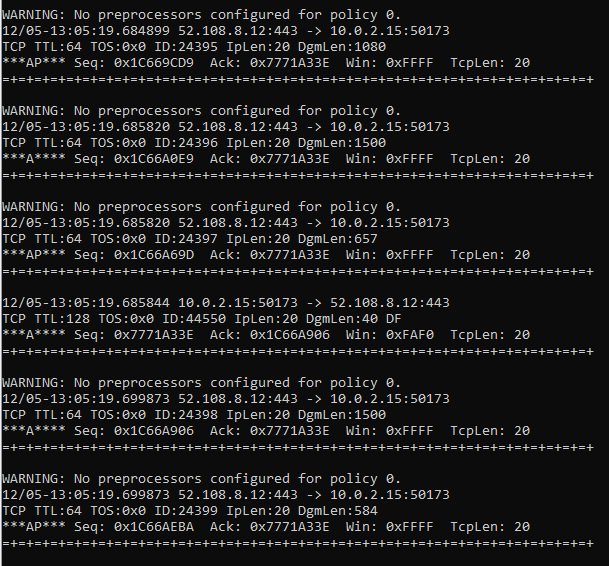 WARNING: No preprocessors configured for policy 0.
12/05-13:05:19.684899 52.108.8.12:443 -> 10.0.2.15:50173
TCP TTL:64 TOS:0x0 ID:24395 IpLen:20 DgmLen:1080
***AP*** Seq: 0x1C669CD9  Ack: 0x7771A33E  Win: 0xFFFF  TcpLen: 20
=+=+=+=+=+=+=+=+=+=+=+=+=+=+=+=+=+=+=+=+=+=+=+=+=+=+=+=+=+=+=+=+=+=+=+=+=+
WARNING: No preprocessors configured for policy 0.
12/05-13:05:19.685820 52.108.8.12:443 -> 10.0.2.15:50173
TCP TTL:64 TOS:0x0 ID:24396 IpLen:20 DgmLen:1500
***A**** Seq: 0x1C66A0E9  Ack: 0x7771A33E  Win: 0xFFFF  TcpLen: 20
=+=+=+=+=+=+=+=+=+=+=+=+=+=+=+=+=+=+=+=+=+=+=+=+=+=+=+=+=+=+=+=+=+=+=+=+=+
WARNING: No preprocessors configured for policy 0.
12/05-13:05:19.685820 52.108.8.12:443 -> 10.0.2.15:50173
TCP TTL:64 TOS:0x0 ID:24397 IpLen:20 DgmLen:657
***AP*** Seq: 0x1C66A69D  Ack: 0x7771A33E  Win: 0xFFFF  TcpLen: 20
=+=+=+=+=+=+=+=+=+=+=+=+=+=+=+=+=+=+=+=+=+=+=+=+=+=+=+=+=+=+=+=+=+=+=+=+=+
12/05-13:05:19.685844 10.0.2.15:50173 -> 52.108.8.12:443
TCP TTL:128 TOS:0x0 ID:44550 IpLen:20 DgmLen:40 DF
***A**** Seq: 0x7771A33E  Ack: 0x1C66A906  Win: 0xFAF0  TcpLen: 20
=+=+=+=+=+=+=+=+=+=+=+=+=+=+=+=+=+=+=+=+=+=+=+=+=+=+=+=+=+=+=+=+=+=+=+=+=+
WARNING: No preprocessors configured for policy 0.
12/05-13:05:19.699873 52.108.8.12:443 -> 10.0.2.15:50173
TCP TTL:64 TOS:0x0 ID:24398 IpLen:20 DgmLen:1500
***A**** Seq: 0x1C66A906  Ack: 0x7771A33E  Win: 0xFFFF  TcpLen: 20
=+=+=+=+=+=+=+=+=+=+=+=+=+=+=+=+=+=+=+=+=+=+=+=+=+=+=+=+=+=+=+=+=+=+=+=+=+
WARNING: No preprocessors configured for policy 0.
12/05-13:05:19.699873 52.108.8.12:443 -> 10.0.2.15:50173
TCP TTL:64 TOS:0x0 ID:24399 IpLen:20 DgmLen:584
***AP*** Seq: 0x1C66AEBA  Ack: 0x7771A33E  Win: 0xFFFF  TcpLen: 20
=+=+=+=+=+=+=+=+=+=+=+=+=+=+=+=+=+=+=+=+=+=+=+=+=+=+=+=+=+=+=+=+=+=+=+=+=+